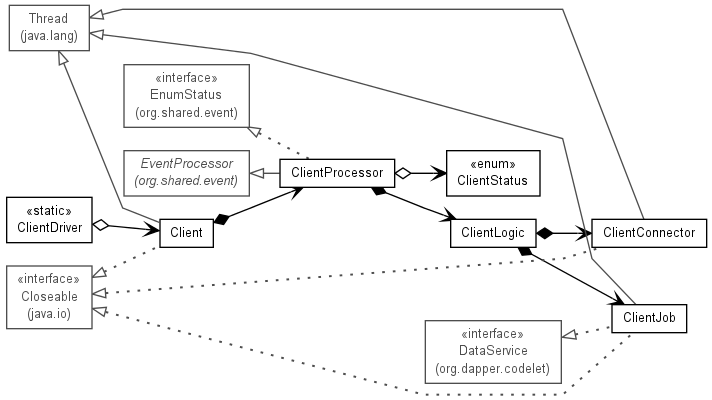 Thread
(java.lang)
«interface»
EnumStatus
(org.shared.event)
EventProcessor
(org.shared.event)
ClientProcessor
«enum»
ClientStatus
«static»
ClientDriver
Client
ClientLogic
ClientConnector
«interface»
Closeable
(java.io)
ClientJob
«interface»
DataService
(org.dapper.codelet)